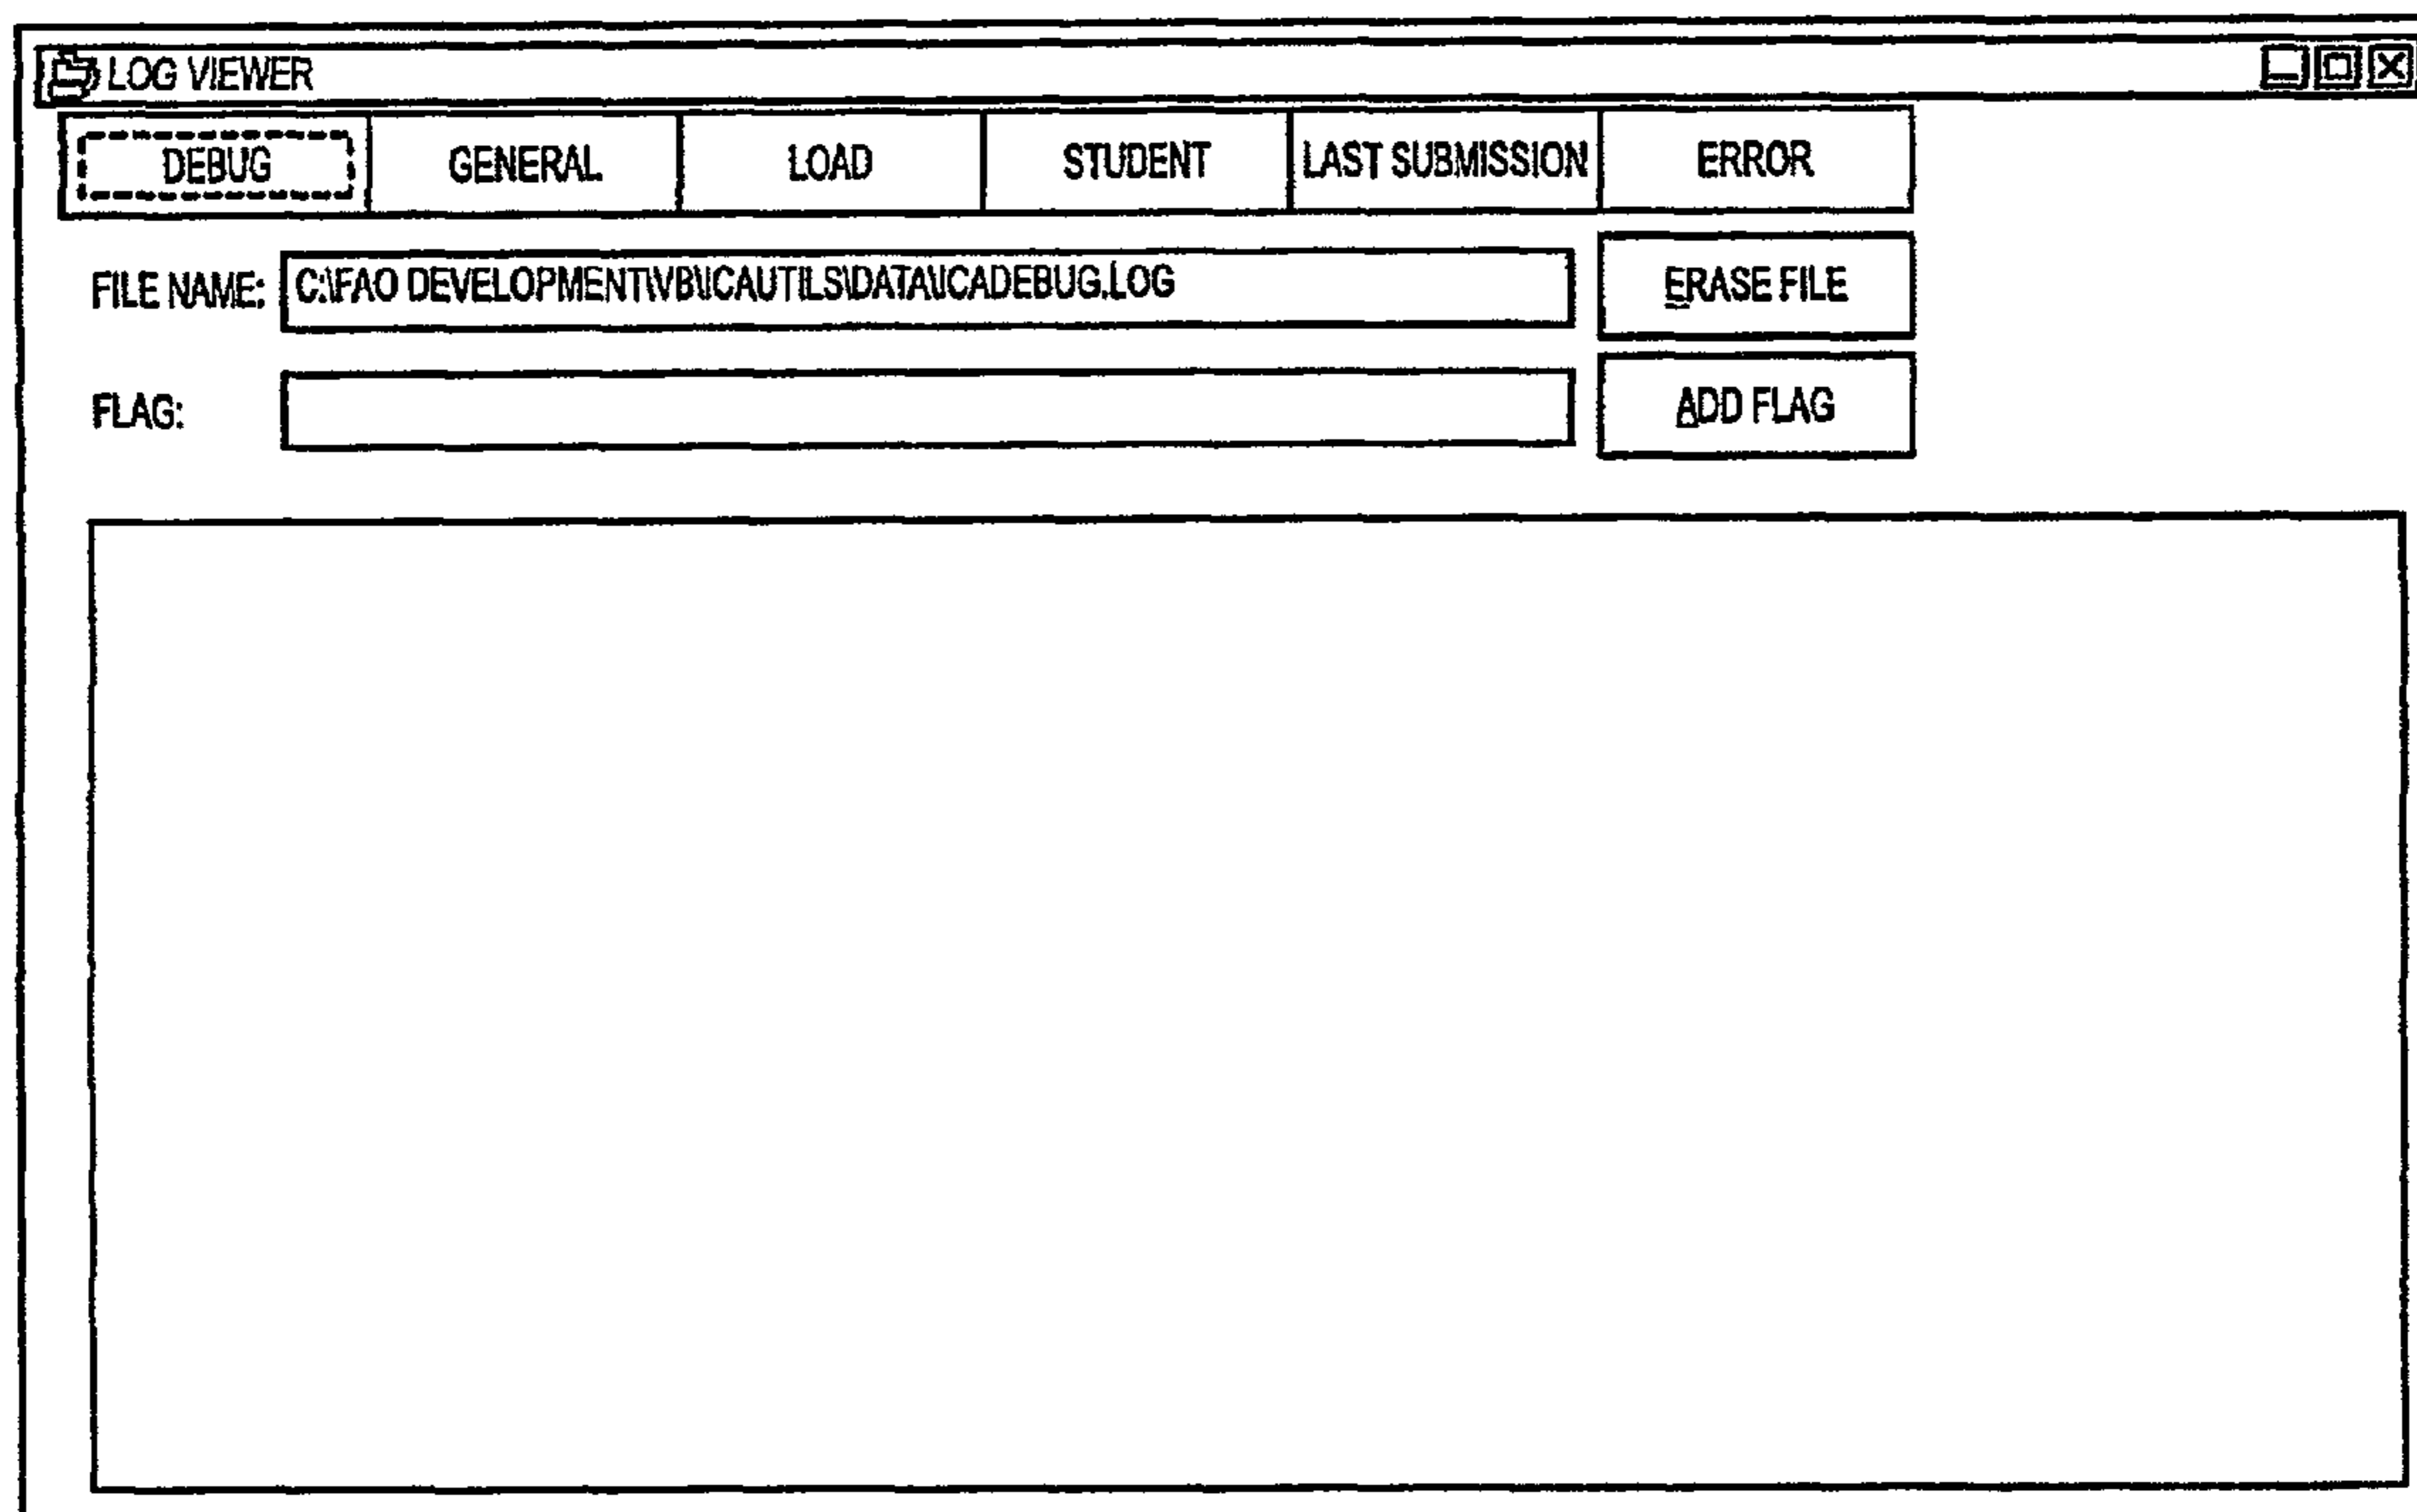 LOG VIEWER
DEBUG GENERAL LOAD STUDENT LAST SUBMISSION ERROR
FILE NAME: C:\FAO DEVELOPMENT\VB\ICAUTILS\DATA\ICADEBUG.LOG ERASE FILE
FLAG: ADD FLAG